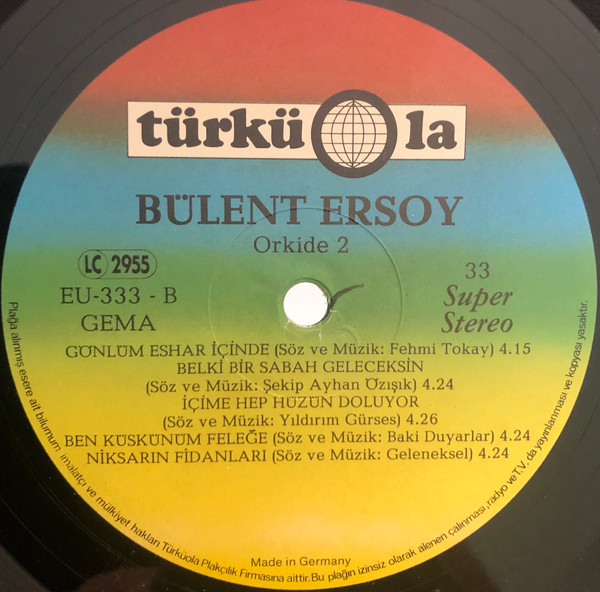 türküola
BÜLENT ERSOY
Orkide 2
LC 2955
EU-333 - B
GEMA
33
Super
Stereo
GÖNLÜM ESHAR İÇİNDE (Söz ve Müzik: Fehmi Tokay) 4.15
BELKİ BİR SABAH GELECEKSİN
(Söz ve Müzik: Şekip Ayhan Özışık) 4.24
İÇİME HEP HÜZÜN DOLUYOR
(Söz ve Müzik: Yıldırım Gürses) 4.26
BEN KÜSKÜNÜM FELEĞE (Söz ve Müzik: Baki Duyarlar) 4.24
NİKSARIN FİDANLARI (Söz ve Müzik: Geleneksel) 4.24
Made in Germany
Plağa alınmış esere ait bilumum imalatçı ve mülkiyet hakları Türküola Plakçılık Firmasına aittir. Bu plağın izinsiz olarak alenen çalınması, radyo ve T.V. da yayınlanması ve kopyası yasaktır.